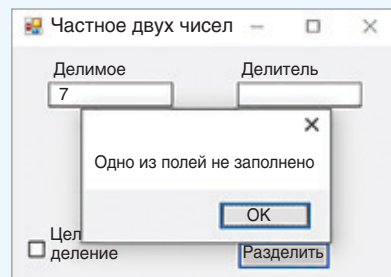 Частное двух чисел
Делимое Делитель
7
Одно из полей не заполнено
OK
Цел
деление Разделить